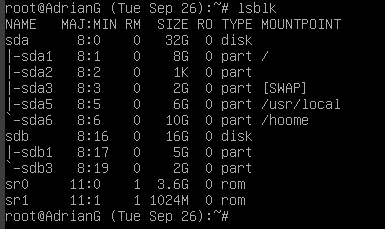 root@AdrianG (Tue Sep 26):~# lsblk
NAME   MAJ:MIN RM  SIZE RO TYPE MOUNTPOINT
sda      8:0    0   32G  0 disk
|-sda1   8:1    0    8G  0 part /
|-sda2   8:2    0    1K  0 part
|-sda3   8:3    0    2G  0 part [SWAP]
|-sda5   8:5    0    6G  0 part /usr/local
`-sda6   8:6    0   10G  0 part /hoome
sdb      8:16   0   16G  0 disk
|-sdb1   8:17   0    5G  0 part
`-sdb3   8:19   0    2G  0 part
sr0     11:0    1  3.6G  0 rom
sr1     11:1    1 1024M  0 rom
root@AdrianG (Tue Sep 26):~#